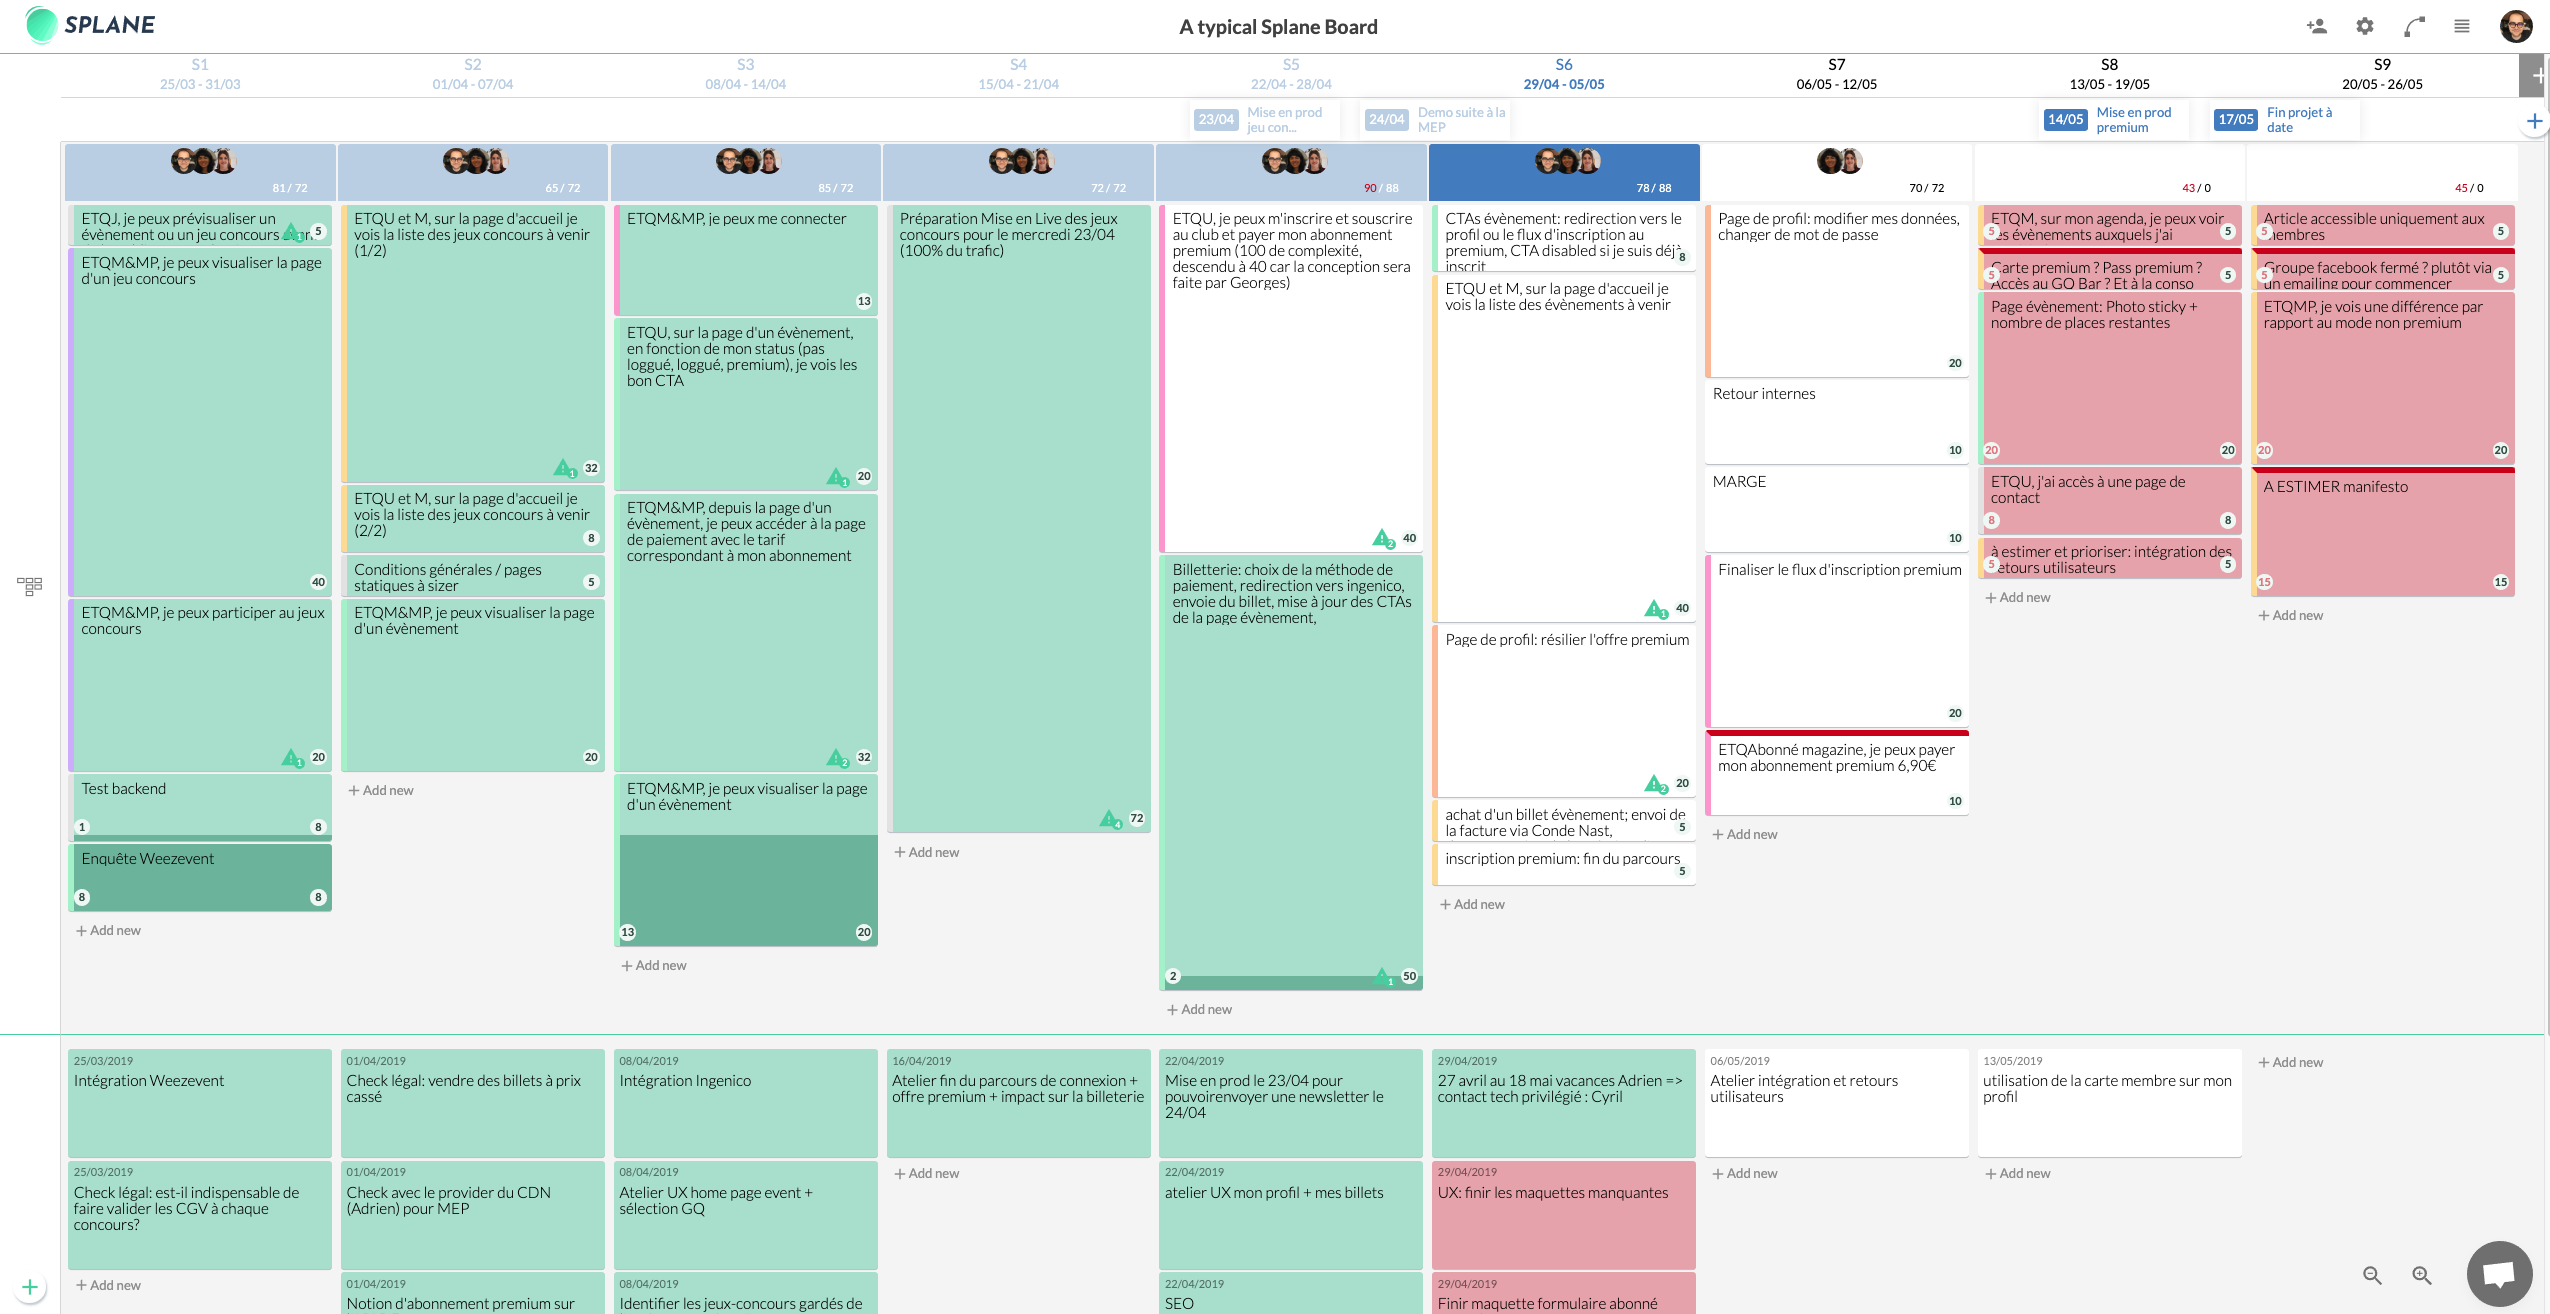 SPLANE
A typical Splane Board
S1
25/03 - 31/03
S2
01/04 - 07/04
S3
08/04 - 14/04
S4
15/04 - 21/04
S5
22/04 - 28/04
S6
29/04 - 05/05
S7
06/05 - 12/05
S8
13/05 - 19/05
S9
20/05 - 26/05
23/04
Mise en prod
jeu con...
24/04
Demo suite à la
MEP
14/05
Mise en prod
premium
17/05
Fin projet à
date
81 / 72
65 / 72
85 / 72
72 / 72
90 / 88
78 / 88
70 / 72
43 / 0
45 / 0
ETQJ, je peux prévisualiser un
évènement ou un jeu concours
1
5
ETQM&MP, je peux visualiser la page
d'un jeu concours
40
ETQM&MP, je peux participer au jeux
concours
1
20
Test backend
1
8
Enquête Weezevent
8
8
+ Add new
ETQU et M, sur la page d'accueil je
vois la liste des jeux concours à venir
(1/2)
1
32
ETQU et M, sur la page d'accueil je
vois la liste des jeux concours à venir
(2/2)
8
Conditions générales / pages
statiques à sizer
5
ETQM&MP, je peux visualiser la page
d'un évènement
20
+ Add new
ETQM&MP, je peux me connecter
13
ETQU, sur la page d'un évènement,
en fonction de mon status (pas
loggué, loggué, premium), je vois les
bon CTA
1
20
ETQM&MP, depuis la page d'un
évènement, je peux accéder à la page
de paiement avec le tarif
correspondant à mon abonnement
2
32
ETQM&MP, je peux visualiser la page
d'un évènement
13
20
+ Add new
Préparation Mise en Live des jeux
concours pour le mercredi 23/04
(100% du trafic)
4
72
+ Add new
ETQU, je peux m'inscrire et souscrire
au club et payer mon abonnement
premium (100 de complexité,
descendu à 40 car la conception sera
faite par Georges)
2
40
Billetterie: choix de la méthode de
paiement, redirection vers ingenico,
envoie du billet, mise à jour des CTAs
de la page évènement,
2
1
50
+ Add new
CTAs évènement: redirection vers le
profil ou le flux d'inscription au
premium, CTA disabled si je suis déjà
inscrit
8
ETQU et M, sur la page d'accueil je
vois la liste des évènements à venir
1
40
Page de profil: résilier l'offre premium
2
20
achat d'un billet évènement; envoi de
la facture via Conde Nast,
5
inscription premium: fin du parcours
5
+ Add new
Page de profil: modifier mes données,
changer de mot de passe
20
Retour internes
10
MARGE
10
Finaliser le flux d'inscription premium
20
ETQAbonné magazine, je peux payer
mon abonnement premium 6,90€
10
+ Add new
ETQM, sur mon agenda, je peux voir
les évènements auxquels j'ai
5
5
Carte premium ? Pass premium ?
Accès au GQ Bar ? Et à la conso
5
5
Page évènement: Photo sticky +
nombre de places restantes
20
20
ETQU, j'ai accès à une page de
contact
8
8
à estimer et prioriser: intégration des
retours utilisateurs
5
5
+ Add new
Article accessible uniquement aux
membres
5
5
Groupe facebook fermé ? plutôt via
un emailing pour commencer
5
5
ETQMP, je vois une différence par
rapport au mode non premium
20
20
A ESTIMER manifesto
15
15
+ Add new
25/03/2019
Intégration Weezevent
25/03/2019
Check légal: est-il indispensable de
faire valider les CGV à chaque
concours?
+ Add new
01/04/2019
Check légal: vendre des billets à prix
cassé
01/04/2019
Check avec le provider du CDN
(Adrien) pour MEP
01/04/2019
Notion d'abonnement premium sur
08/04/2019
Intégration Ingenico
08/04/2019
Atelier UX home page event +
sélection GQ
08/04/2019
Identifier les jeux-concours gardés de
16/04/2019
Atelier fin du parcours de connexion +
offre premium + impact sur la billeterie
+ Add new
22/04/2019
Mise en prod le 23/04 pour
pouvoirenvoyer une newsletter le
24/04
22/04/2019
atelier UX mon profil + mes billets
22/04/2019
SEO
29/04/2019
27 avril au 18 mai vacances Adrien =>
contact tech privilégié : Cyril
29/04/2019
UX: finir les maquettes manquantes
29/04/2019
Finir maquette formulaire abonné
06/05/2019
Atelier intégration et retours
utilisateurs
+ Add new
13/05/2019
utilisation de la carte membre sur mon
profil
+ Add new
+ Add new